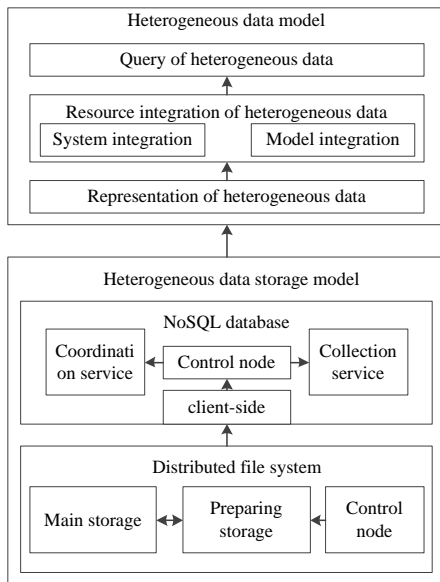 Heterogeneous data model
Query of heterogeneous data
Resource integration of heterogeneous data
System integration
Model integration
Representation of heterogeneous data
Heterogeneous data storage model
NoSQL database
Coordinati
on service
Control node
Collection
service
client-side
Distributed file system
Main storage
Preparing
storage
Control
node